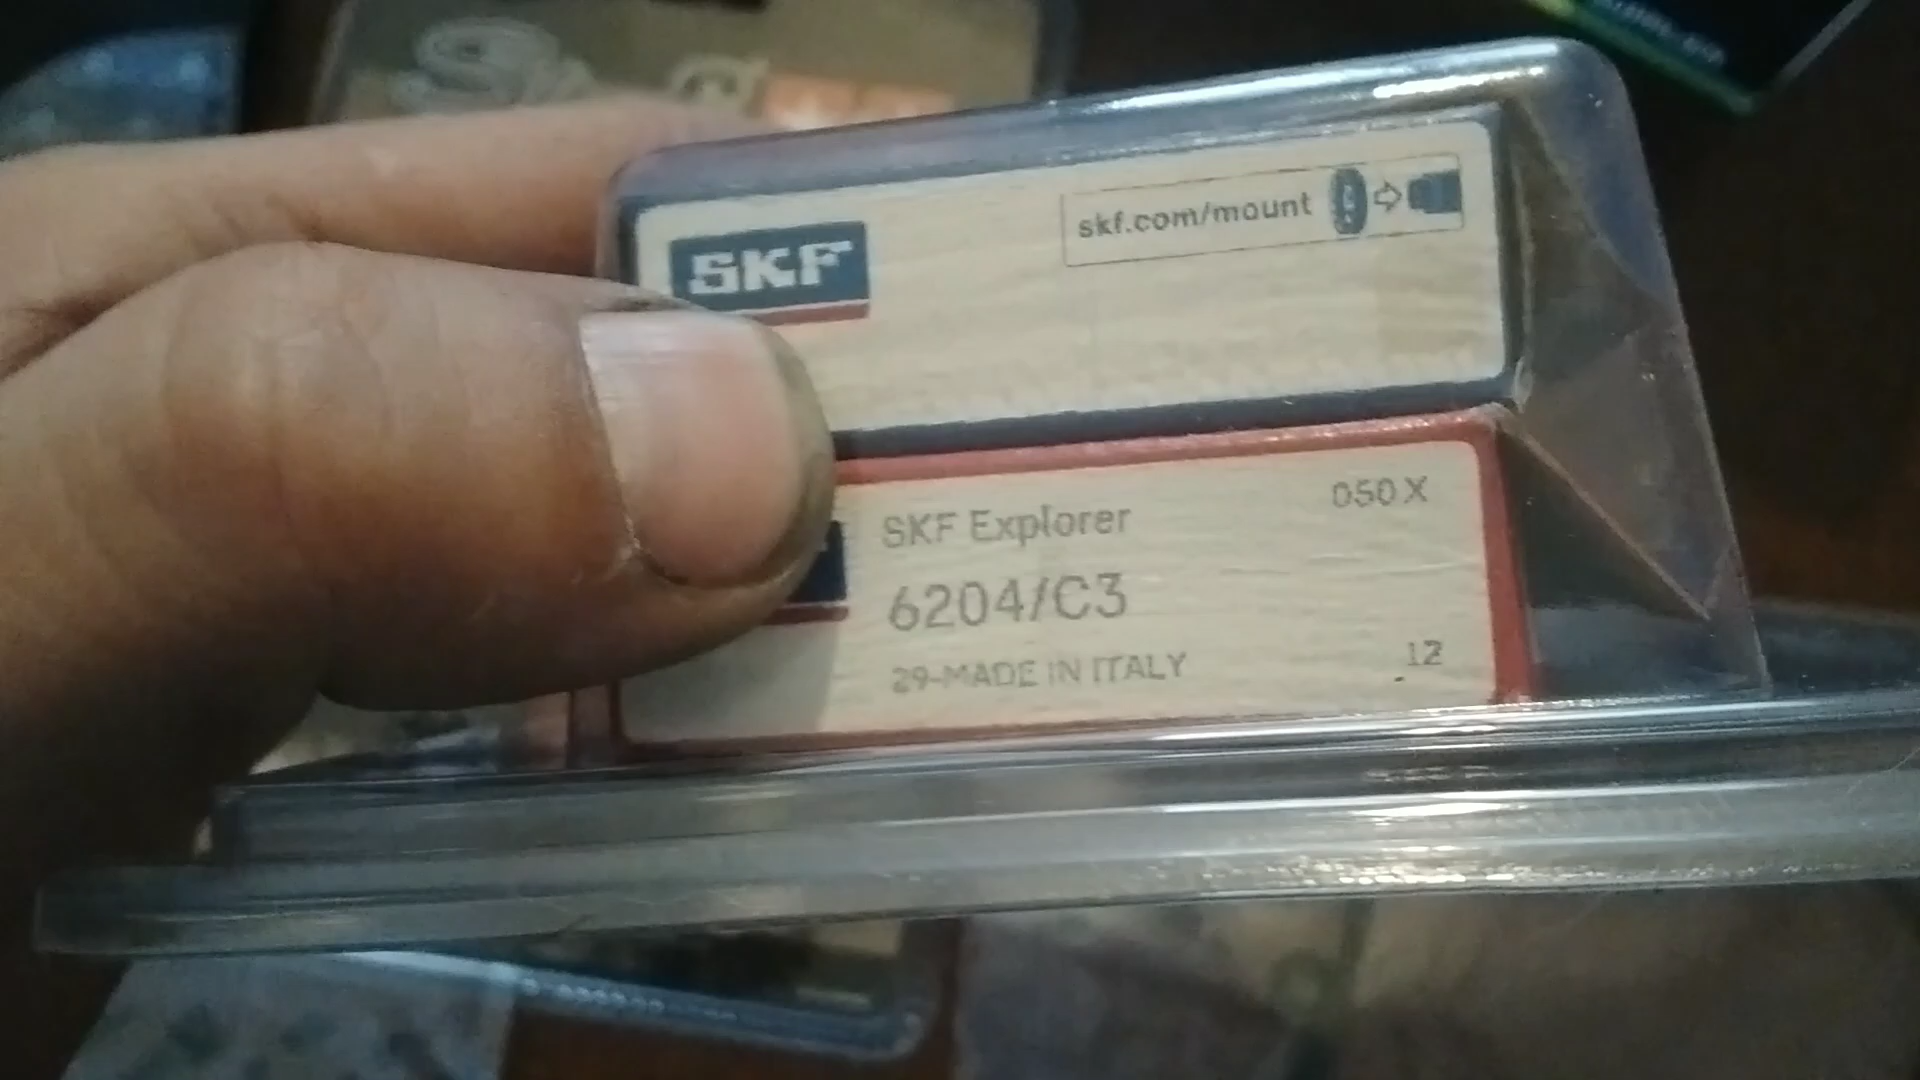 SKF
skf.com/mount
SKF Explorer
050 X
6204/C3
29-MADE IN ITALY
12